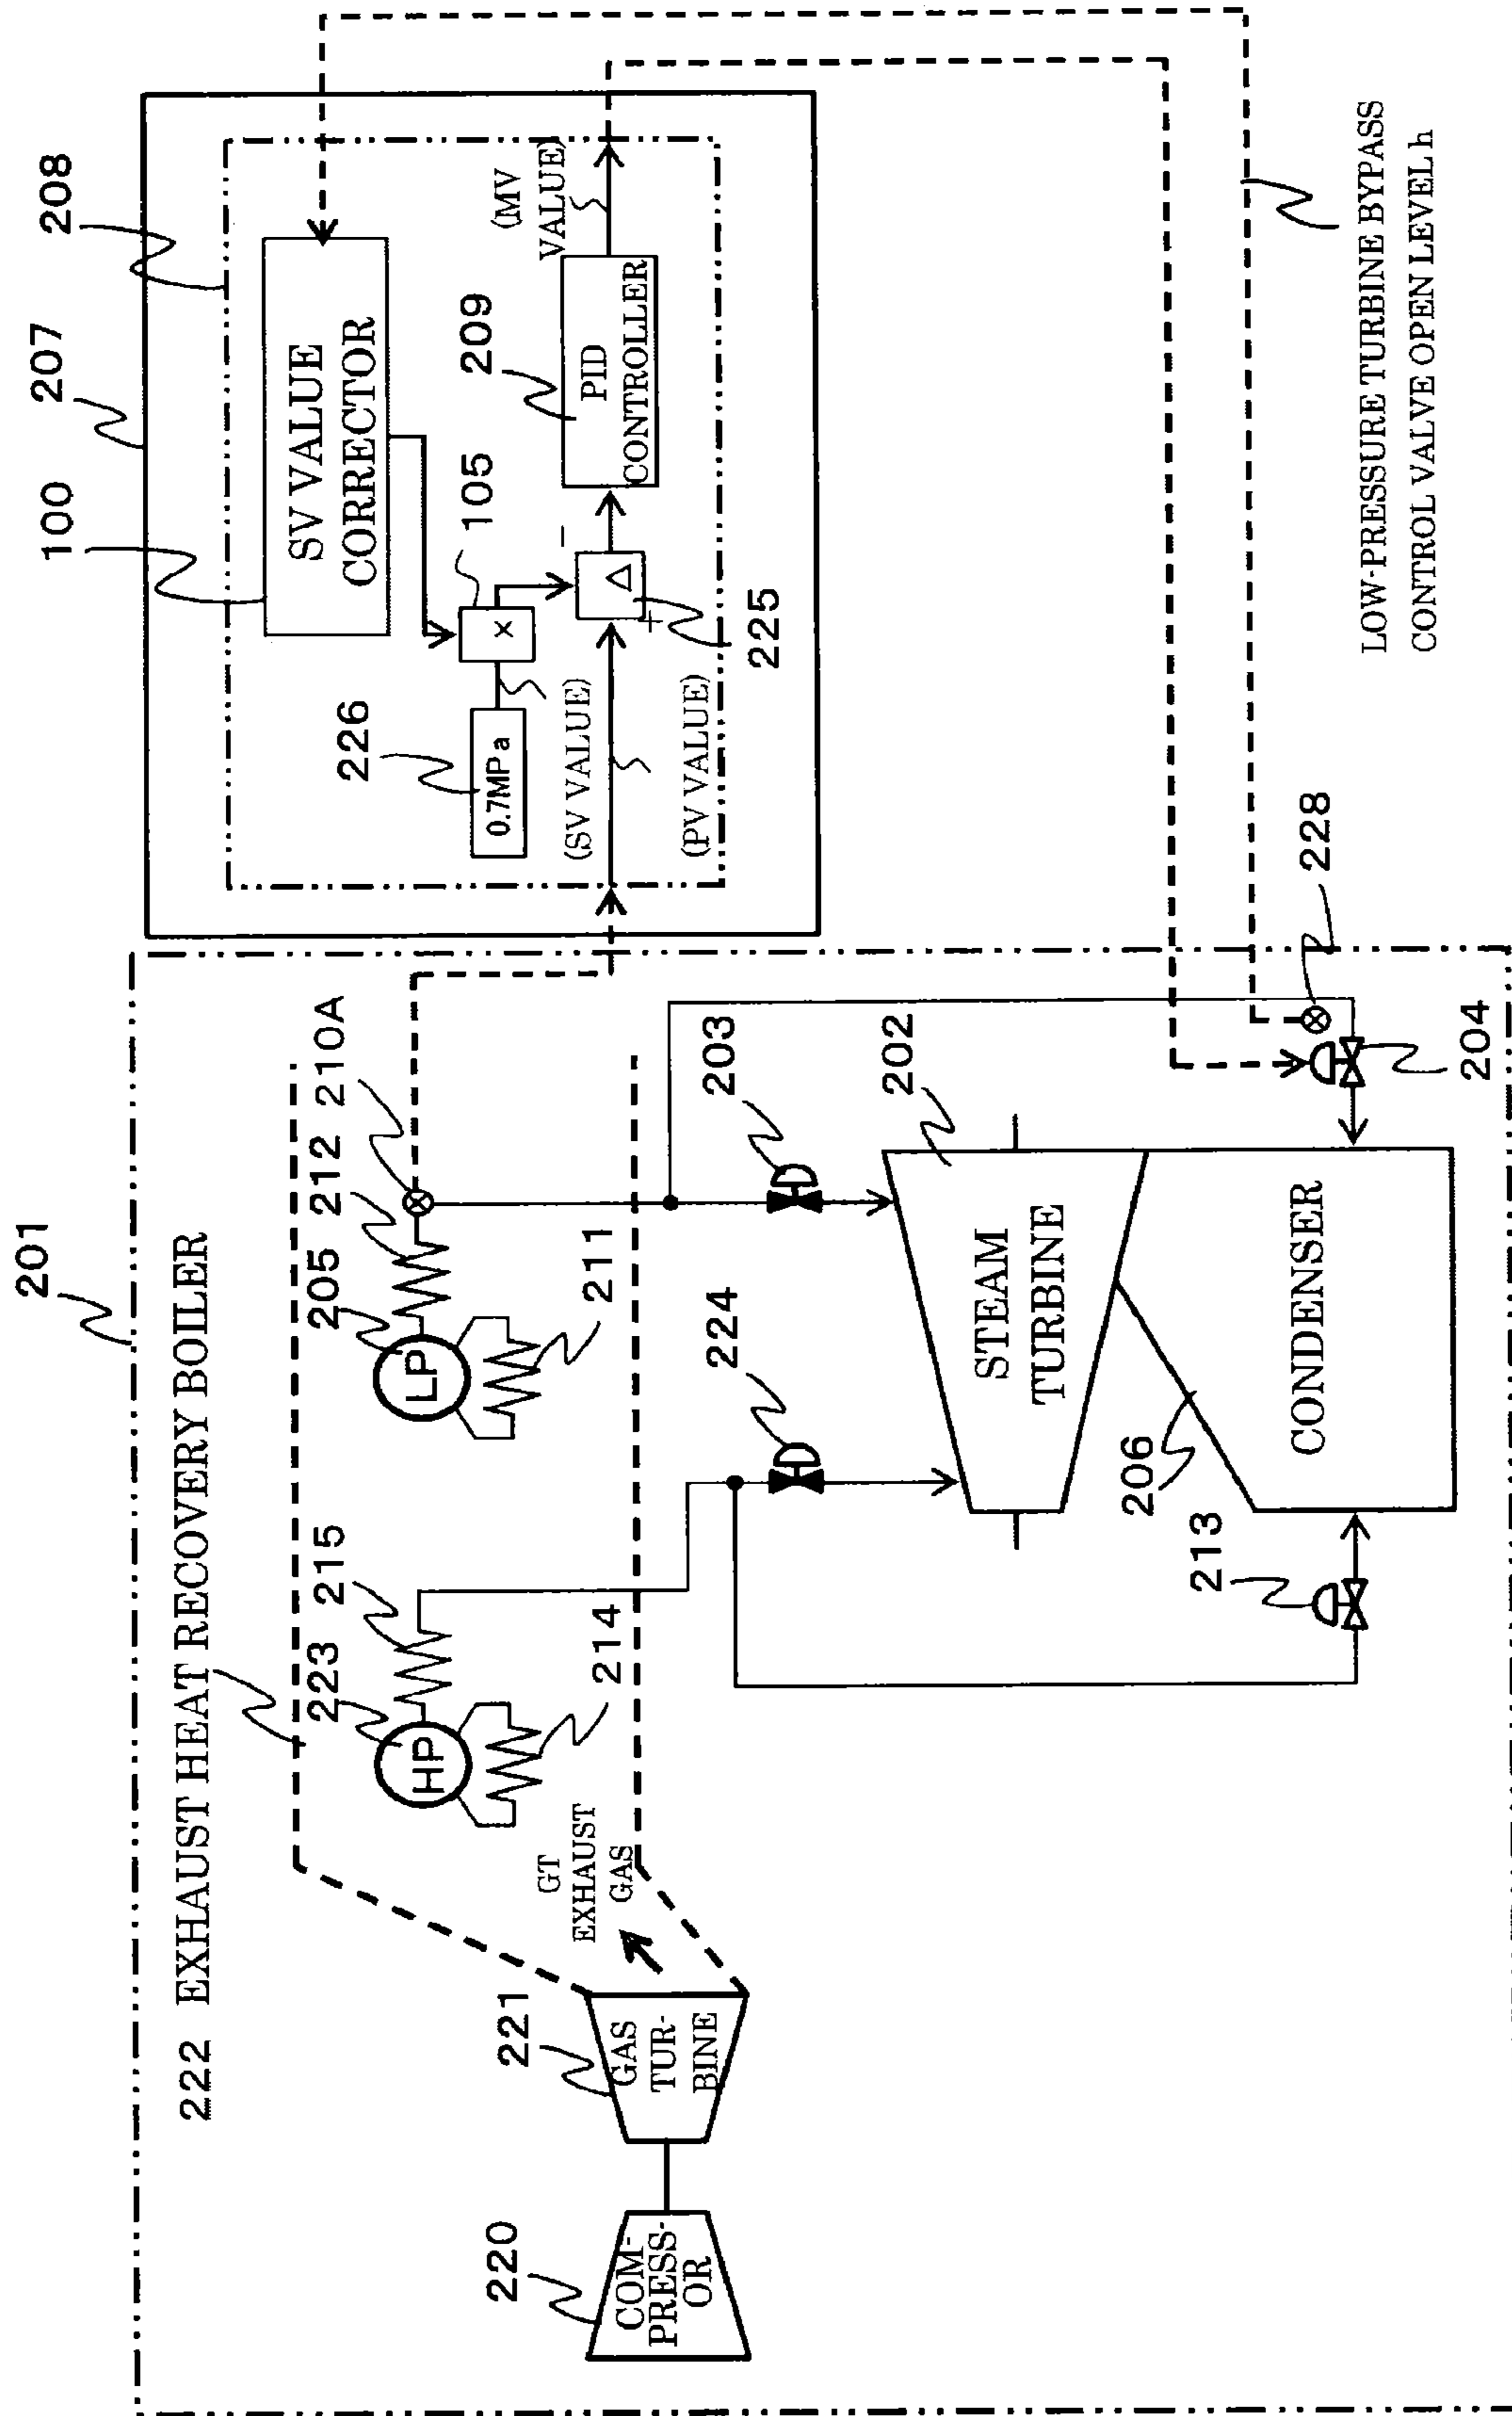 201
222 EXHAUST HEAT RECOVERY BOILER
207
208
100
SV VALUE
CORRECTOR
226
0.7MPa
105
×
209
PID
CONTROLLER
(MV
VALUE)
(SV VALUE)
(PV VALUE)
Δ
-
+
225
220
COM-
PRESS-
OR
221
GAS
TUR-
BINE
GT
EXHAUST
GAS
223
215
HP
214
205
212
210A
LP
211
224
203
202
STEAM
TURBINE
206
CONDENSER
213
204
228
LOW-PRESSURE TURBINE BYPASS
CONTROL VALVE OPEN LEVEL h